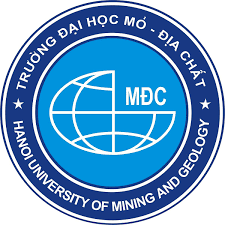 TRƯỜNG ĐẠI HỌC MỎ - ĐỊA CHẤT
MĐC
HANOI UNIVERSITY OF MINING AND GEOLOGY